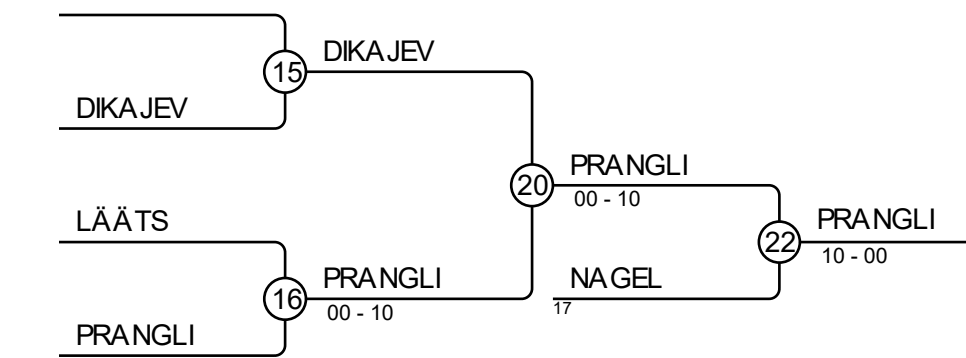 DIKAJEV
15
DIKAJEV
PRANGLI
20
00 - 10
LÄÄTS
PRANGLI
22
10 - 00
PRANGLI
16
00 - 10
NAGEL
17
PRANGLI